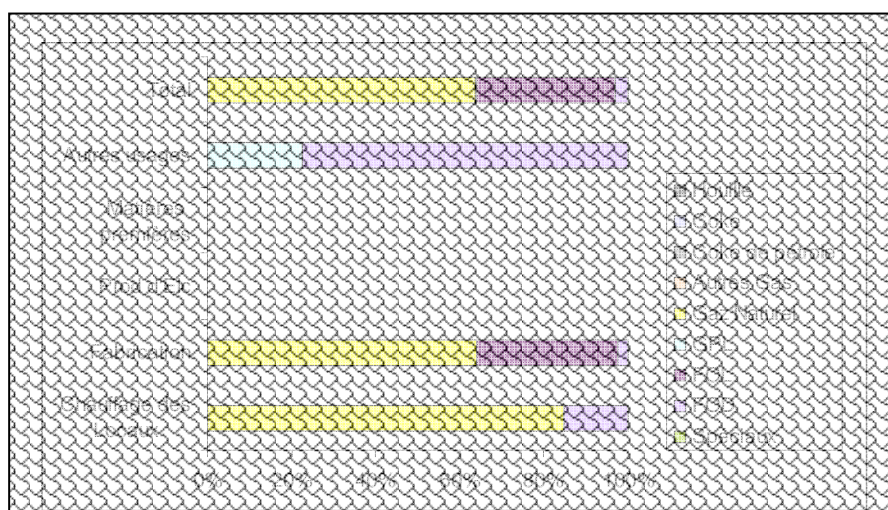 Total
Autres usages
Matières
premières
Prod d'Elc
Fabrication
Chauffage des
Locaux
0% 20% 40% 60% 80% 100%
Houille
Coke
Coke de pétrole
Autres Gas
Gaz Naturel
GPL
FOL
FOD
Spéciaux